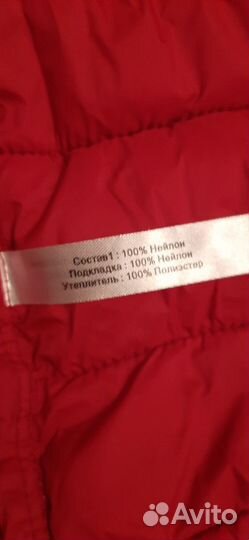 Состав1 : 100% Нейлон
Подкладка : 100% Нейлон
Утеплитель : 100% Полиэстер
Avito